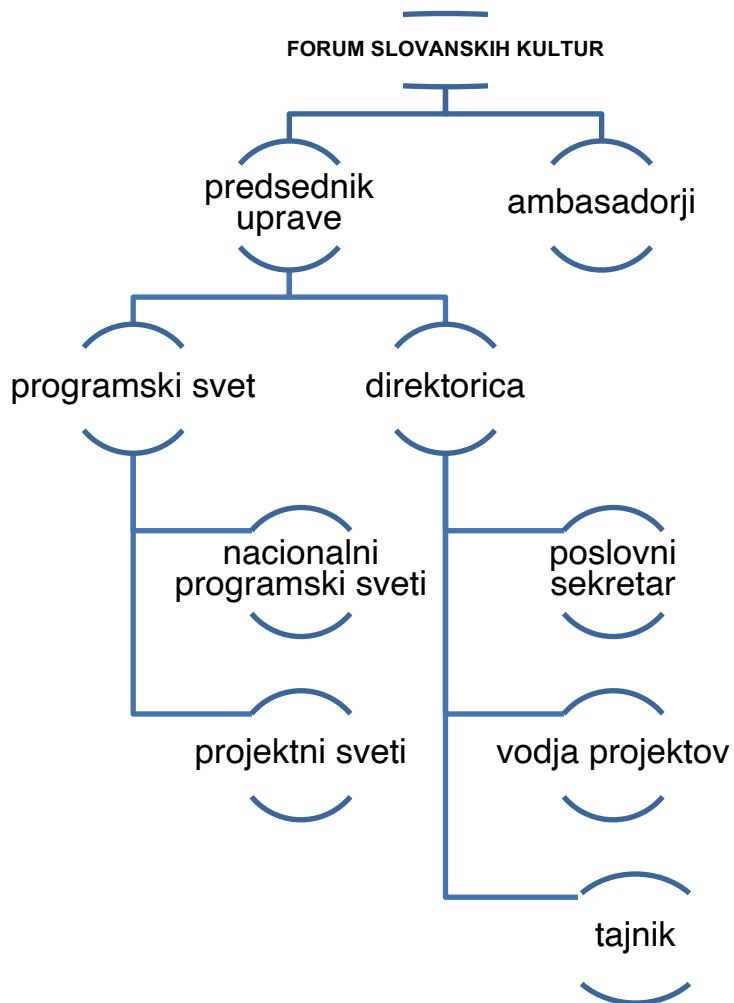 FORUM SLOVANSKIH KULTUR
predsednik
uprave
ambasadorji
programski svet
direktorica
nacionalni
programski sveti
poslovni
sekretar
projektni sveti
vodja projektov
tajnik